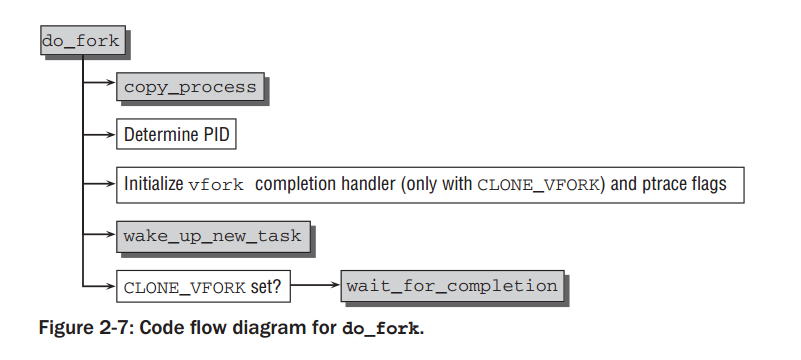 do_fork
copy_process
Determine PID
Initialize vfork completion handler (only with CLONE_VFORK) and ptrace flags
wake_up_new_task
CLONE_VFORK set?
wait_for_completion
Figure 2-7: Code flow diagram for do_fork.